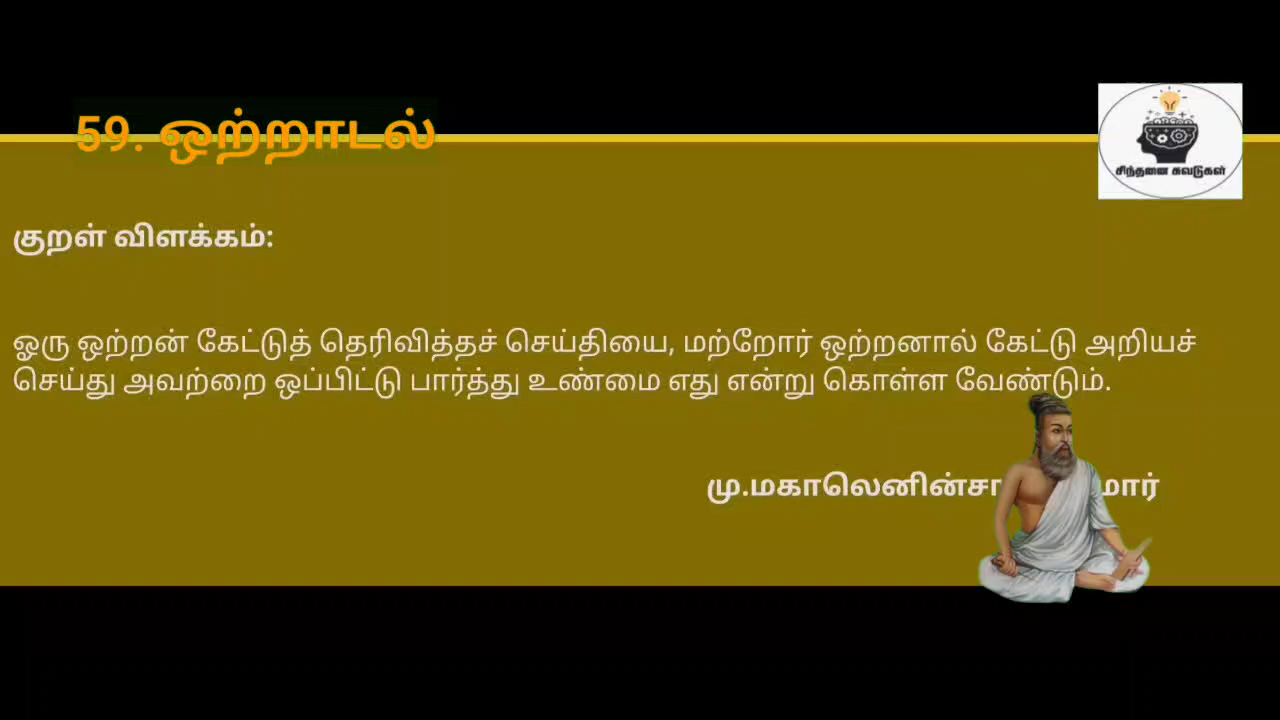 59. ஒற்றாடல்
சிந்தனை சுவடுகள்
குறள் விளக்கம்:
ஓரு ஒற்றன் கேட்டுத் தெரிவித்தச் செய்தியை, மற்றோர் ஒற்றனால் கேட்டு அறியச்
செய்து அவற்றை ஒப்பிட்டு பார்த்து உண்மை எது என்று கொள்ள வேண்டும்.